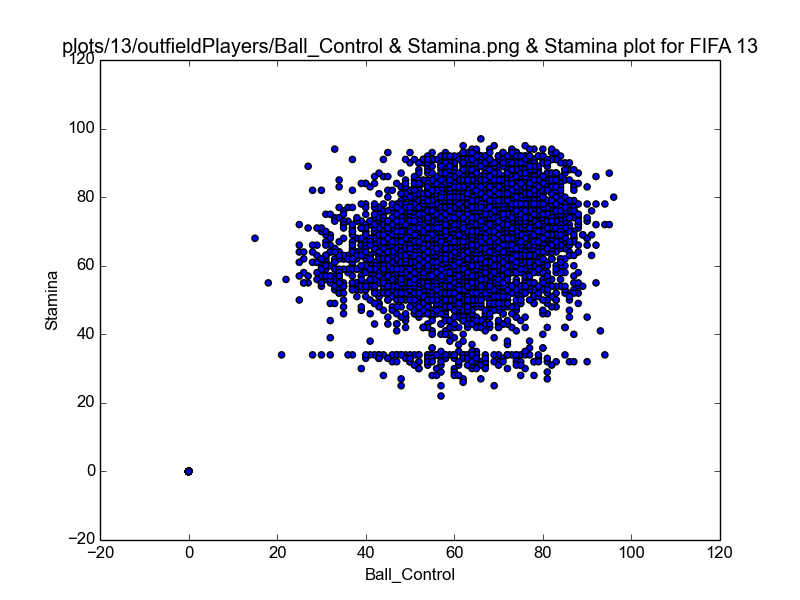 plots/13/outfieldPlayers/Ball_Control & Stamina.png & Stamina plot for FIFA 13
120
100
80
60
40
20
0
−20
Stamina
−20 0 20 40 60 80 100 120
Ball_Control